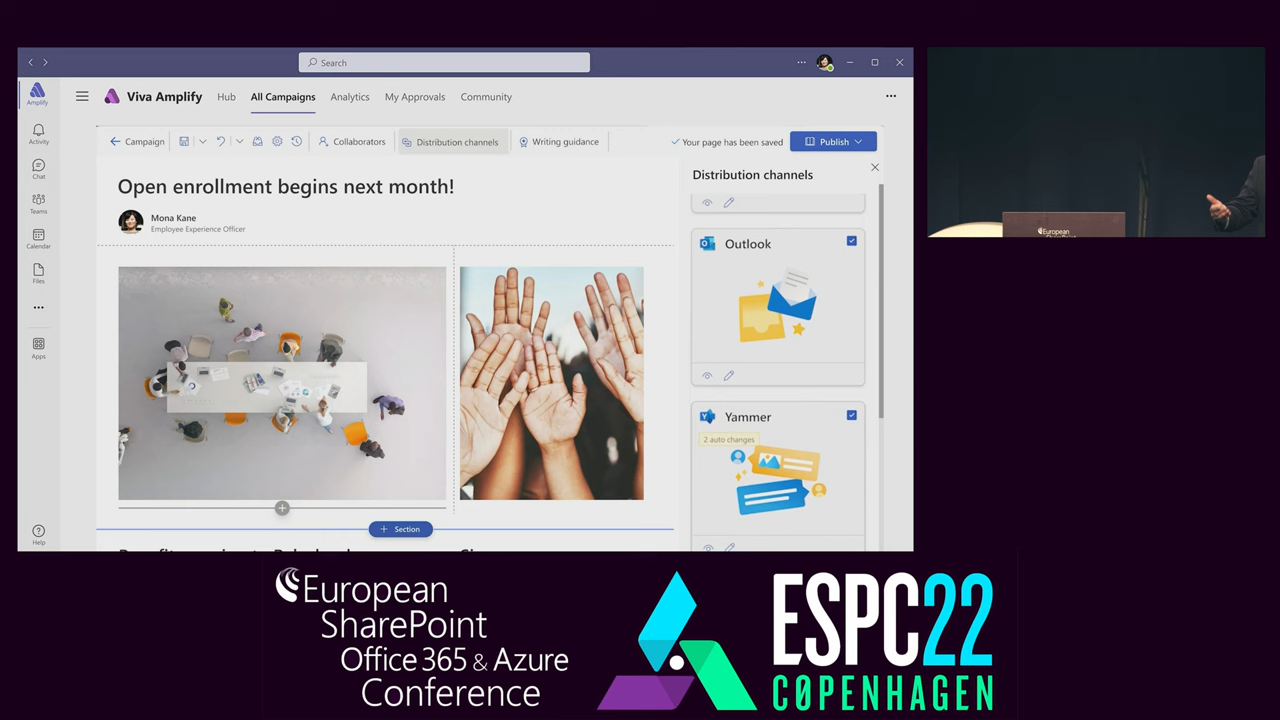 Search
Amplify
Viva Amplify
Hub
All Campaigns
Analytics
My Approvals
Community
Activity
Chat
Teams
Calendar
Files
Apps
Help
Campaign
Collaborators
Distribution channels
Writing guidance
Your page has been saved
Publish
Open enrollment begins next month!
Mona Kane
Employee Experience Officer
Section
Distribution channels
Outlook
Yammer
2 auto changes
European
European
SharePoint
Office 365 & Azure
Conference
ESPC22
CØPENHAGEN